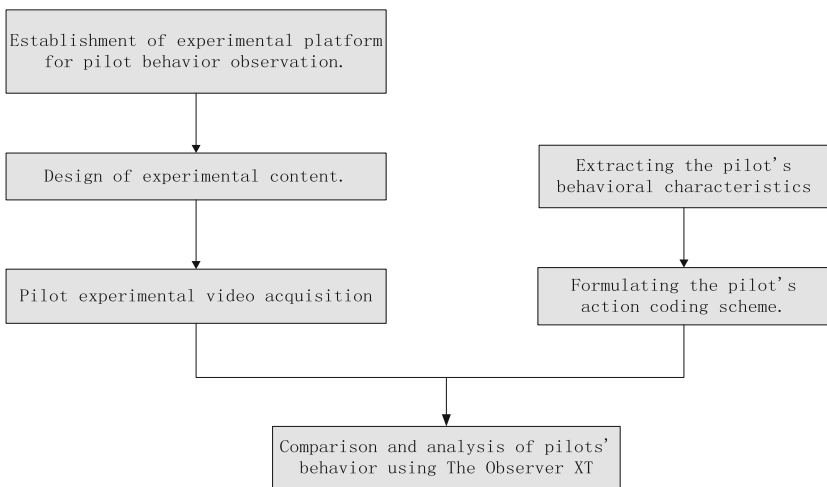 Establishment of experimental platform
for pilot behavior observation.
Design of experimental content.
Pilot experimental video acquisition
Extracting the pilot's
behavioral characteristics
Formulating the pilot's
action coding scheme.
Comparison and analysis of pilots'
behavior using The Observer XT